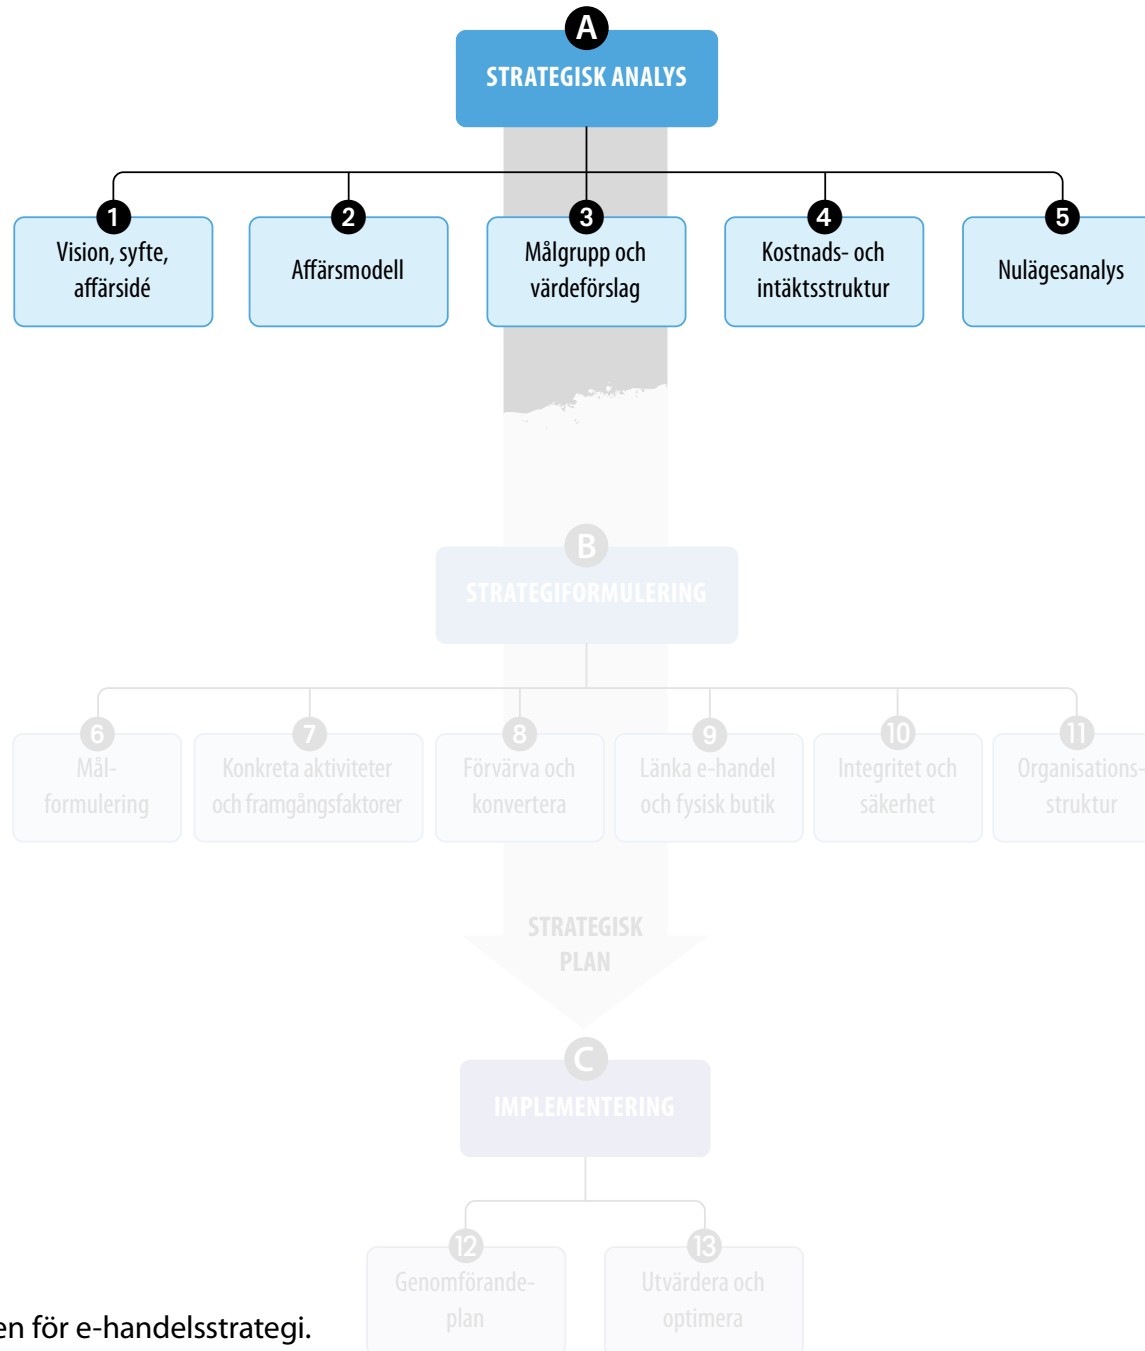 A
STRATEGISK ANALYS
1
Vision, syfte,
affärsidé
2
Affärsmodell
3
Målgrupp och
värdeförslag
4
Kostnads- och
intäktsstruktur
5
Nulägesanalys
B
STRATEGIFORMULERING
6
Mål-
formulering
7
Konkreta aktiviteter
och framgångsfaktorer
8
Förvärva och
konvertera
9
Länka e-handel
och fysisk butik
10
Integritet och
säkerhet
11
Organisations-
struktur
STRATEGISK
PLAN
C
IMPLEMENTERING
12
Genomförande-
plan
13
Utvärdera och
optimera
en för e-handelsstrategi.